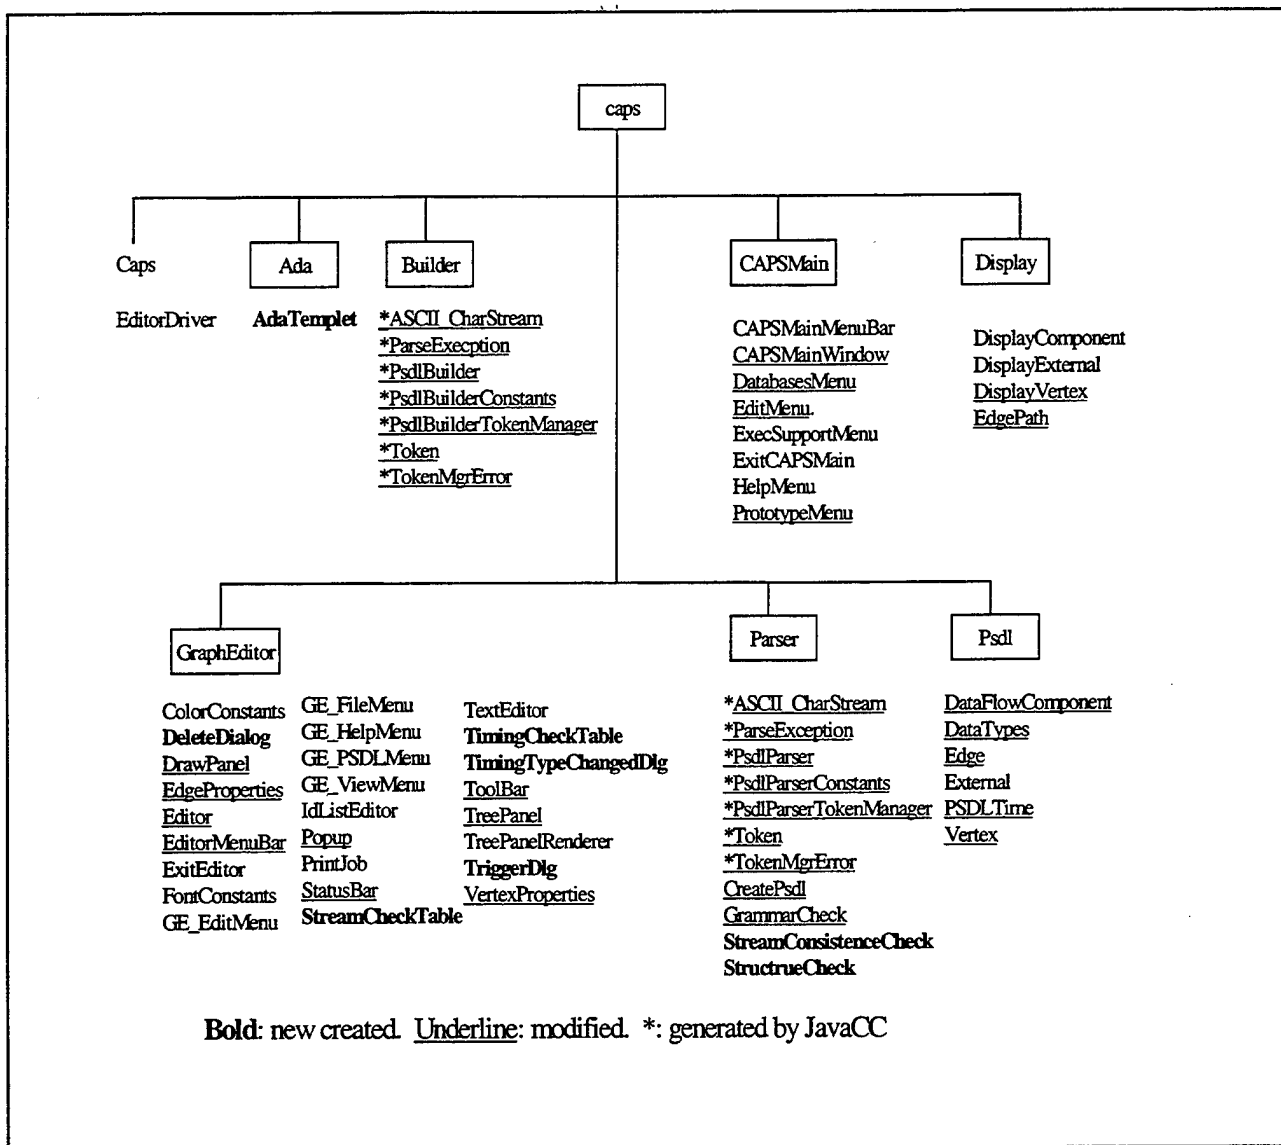 caps
Caps
EditorDriver
Ada
AdaTemplet
Builder
*ASCII_CharStream
*ParseExecption
*PsdlBuilder
*PsdlBuilderConstants
*PsdlBuilderTokenManager
*Token
*TokenMgrError
CAPSMain
CAPSMainMenuBar
CAPSMainWindow
DatabasesMenu
EditMenu.
ExecSupportMenu
ExitCAPSMain
HelpMenu
PrototypeMenu
Display
DisplayComponent
DisplayExternal
DisplayVertex
EdgePath
GraphEditor
ColorConstants
DeleteDialog
DrawPanel
EdgeProperties
Editor
EditorMenuBar
ExitEditor
FontConstants
GE_EditMenu
GE_FileMenu
GE_HelpMenu
GE_PSDLMenu
GE_ViewMenu
IdListEditor
Popup
PrintJob
StatusBar
StreamCheckTable
TextEditor
TimingCheckTable
TimingTypeChangedDlg
ToolBar
TreePanel
TreePanelRenderer
TriggerDlg
VertexProperties
Parser
*ASCII_CharStream
*ParseException
*PsdlParser
*PsdlParserConstants
*PsdlParserTokenManager
*Token
*TokenMgrError
CreatePsdl
GrammarCheck
StreamConsistenceCheck
StructrueCheck
Psdl
DataFlowComponent
DataTypes
Edge
External
PSDLTime
Vertex
Bold: new created. Underline: modified. *: generated by JavaCC